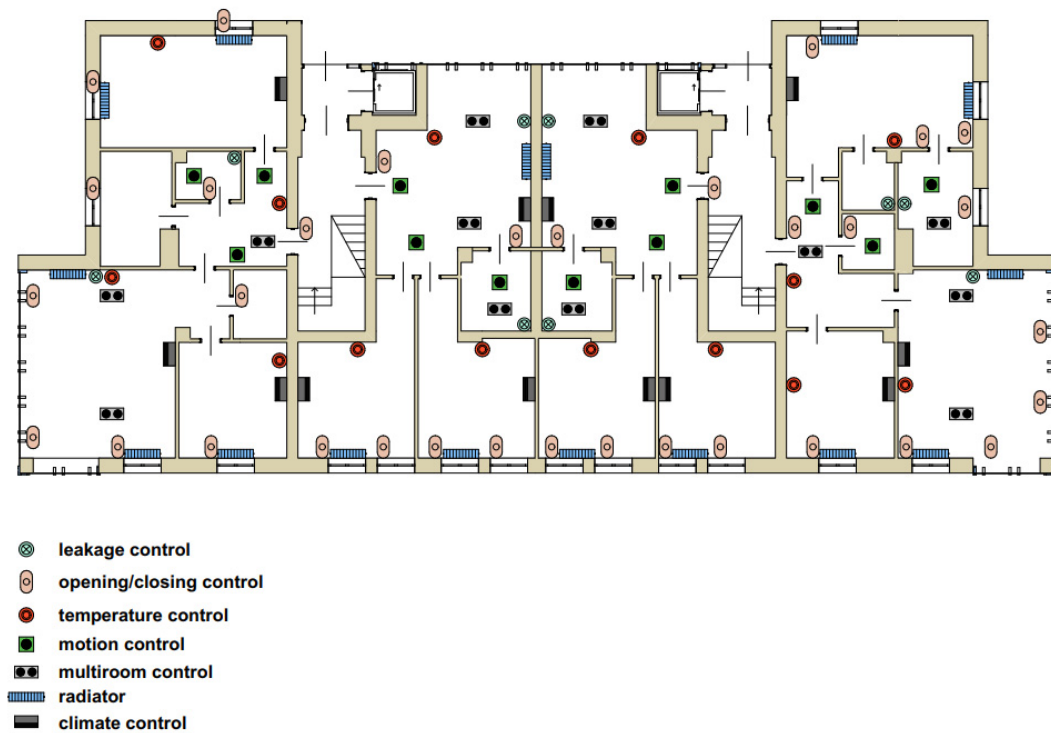 leakage control
opening/closing control
temperature control
motion control
multiroom control
radiator
climate control